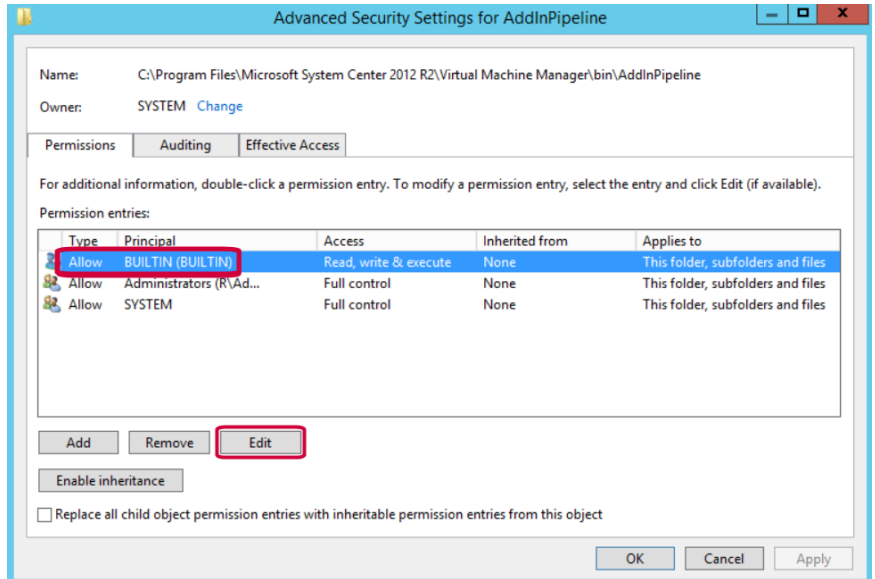 Advanced Security Settings for AddInPipeline
Name: C:\Program Files\Microsoft System Center 2012 R2\Virtual Machine Manager\bin\AddInPipeline
Owner: SYSTEM Change
Permissions Auditing Effective Access
For additional information, double-click a permission entry. To modify a permission entry, select the entry and click Edit (if available).
Permission entries:
Type Principal Access Inherited from Applies to
Allow BUILTIN (BUILTIN) Read, write & execute None This folder, subfolders and files
Allow Administrators (R\Ad... Full control None This folder, subfolders and files
Allow SYSTEM Full control None This folder, subfolders and files
Add Remove Edit
Enable inheritance
Replace all child object permission entries with inheritable permission entries from this object
OK Cancel Apply